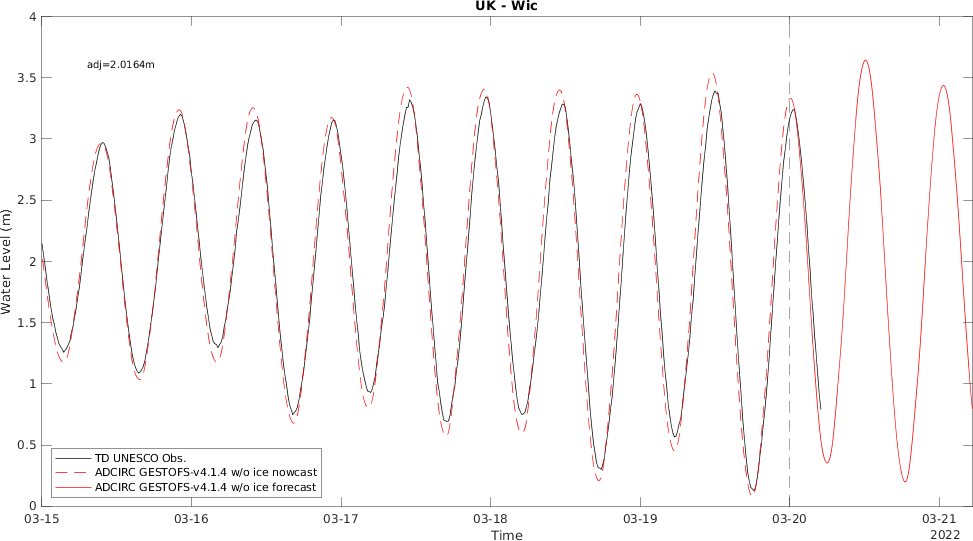 UK - Wic
4
3.5
3
2.5
2
1.5
1
0.5
0
Water Level (m)
adj=2.0164m
TD UNESCO Obs.
ADCIRC GESTOFS-v4.1.4 w/o ice nowcast
ADCIRC GESTOFS-v4.1.4 w/o ice forecast
03-15 03-16 03-17 03-18 03-19 03-20 03-21
Time
2022